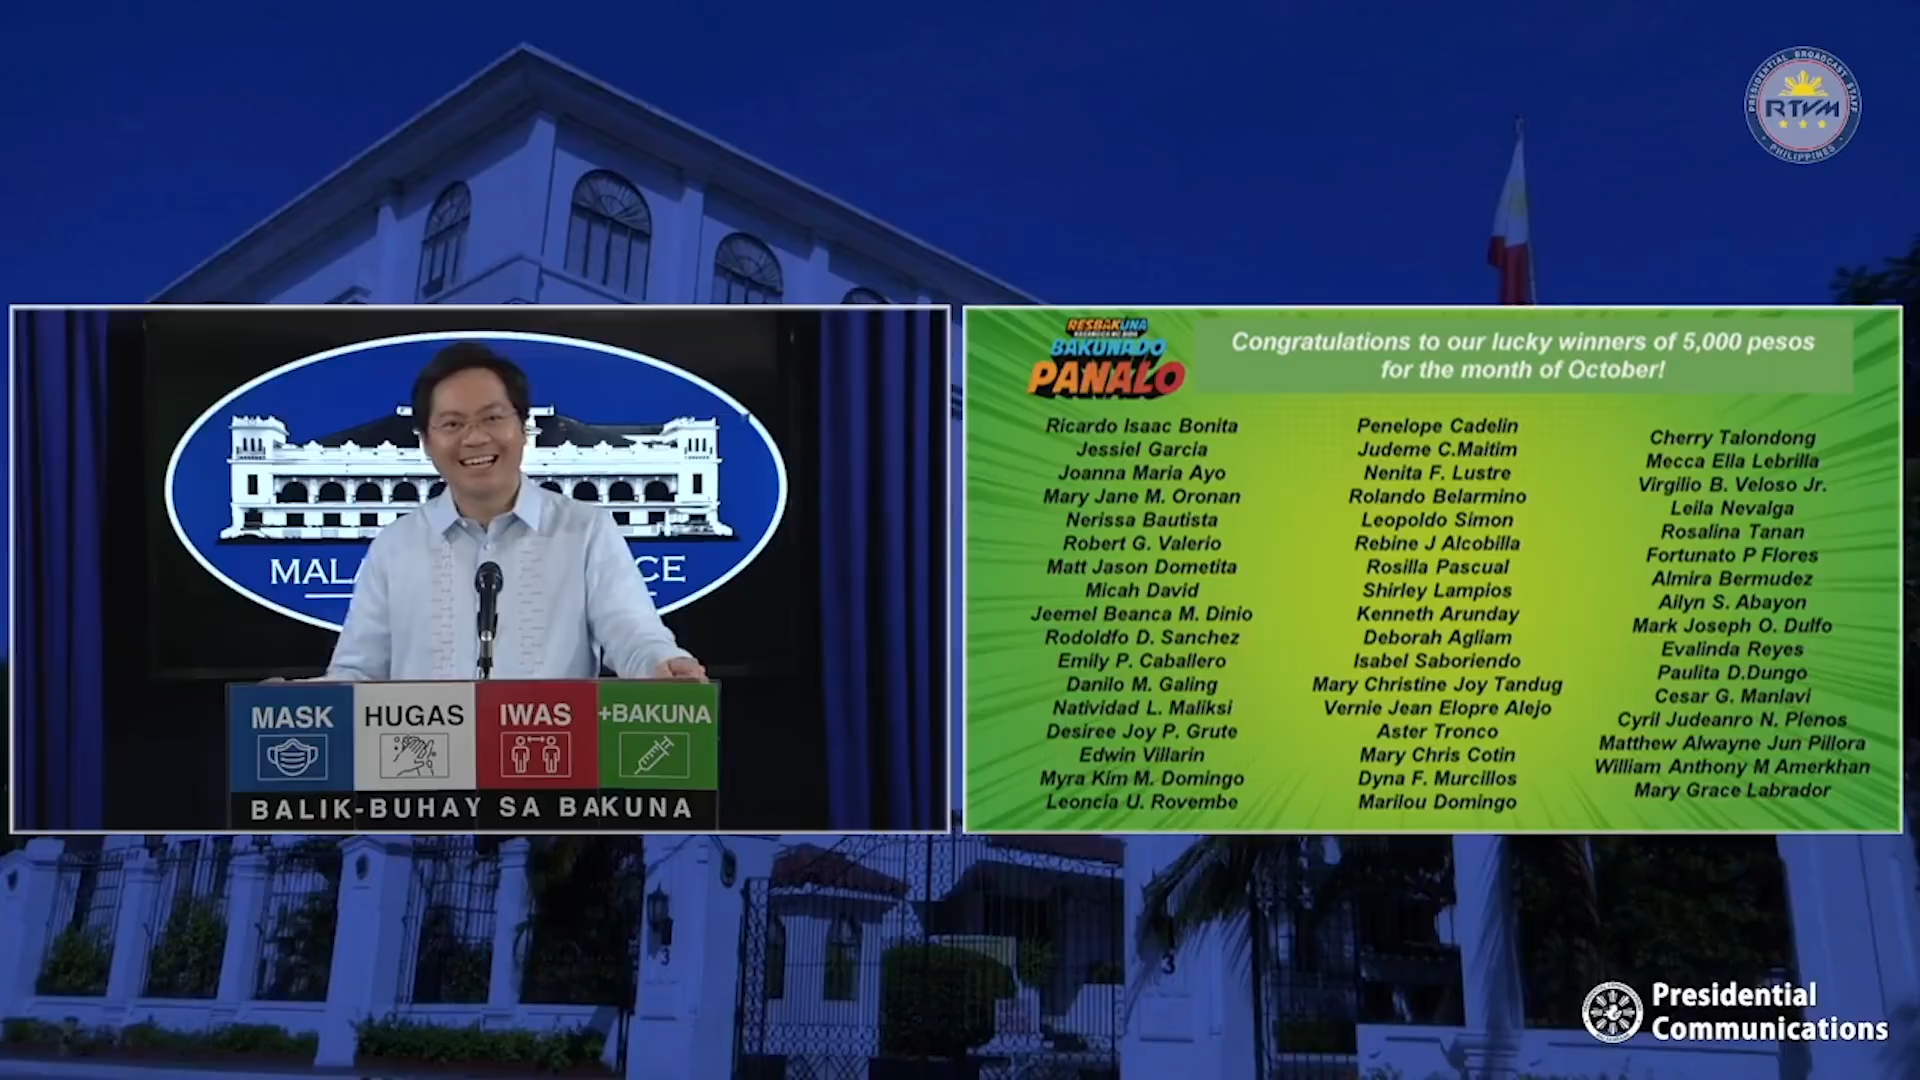 PRESIDENTIAL BROADCAST STAFF
RTVM
PHILIPPINES
MALA CE
MASK
HUGAS
IWAS
+BAKUNA
BALIK-BUHAY SA BAKUNA
RESBAKUNA
KASANGGA NG BIDA
BAKUNADO
PANALO
Congratulations to our lucky winners of 5,000 pesos
for the month of October!
Ricardo Isaac Bonita
Jessiel Garcia
Joanna Maria Ayo
Mary Jane M. Oronan
Nerissa Bautista
Robert G. Valerio
Matt Jason Dometita
Micah David
Jeemel Beanca M. Dinio
Rodoldfo D. Sanchez
Emily P. Caballero
Danilo M. Galing
Natividad L. Maliksi
Desiree Joy P. Grute
Edwin Villarin
Myra Kim M. Domingo
Leoncia U. Rovembe
Penelope Cadelin
Judeme C.Maitim
Nenita F. Lustre
Rolando Belarmino
Leopoldo Simon
Rebine J Alcobilla
Rosilla Pascual
Shirley Lampios
Kenneth Arunday
Deborah Agliam
Isabel Saboriendo
Mary Christine Joy Tandug
Vernie Jean Elopre Alejo
Aster Tronco
Mary Chris Cotin
Dyna F. Murcillos
Marilou Domingo
Cherry Talondong
Mecca Ella Lebrilla
Virgilio B. Veloso Jr.
Leila Nevalga
Rosalina Tanan
Fortunato P Flores
Almira Bermudez
Ailyn S. Abayon
Mark Joseph O. Dulfo
Evalinda Reyes
Paulita D.Dungo
Cesar G. Manlavi
Cyril Judeanro N. Plenos
Matthew Alwayne Jun Pillora
William Anthony M Amerkhan
Mary Grace Labrador
3
3
Presidential
Communications